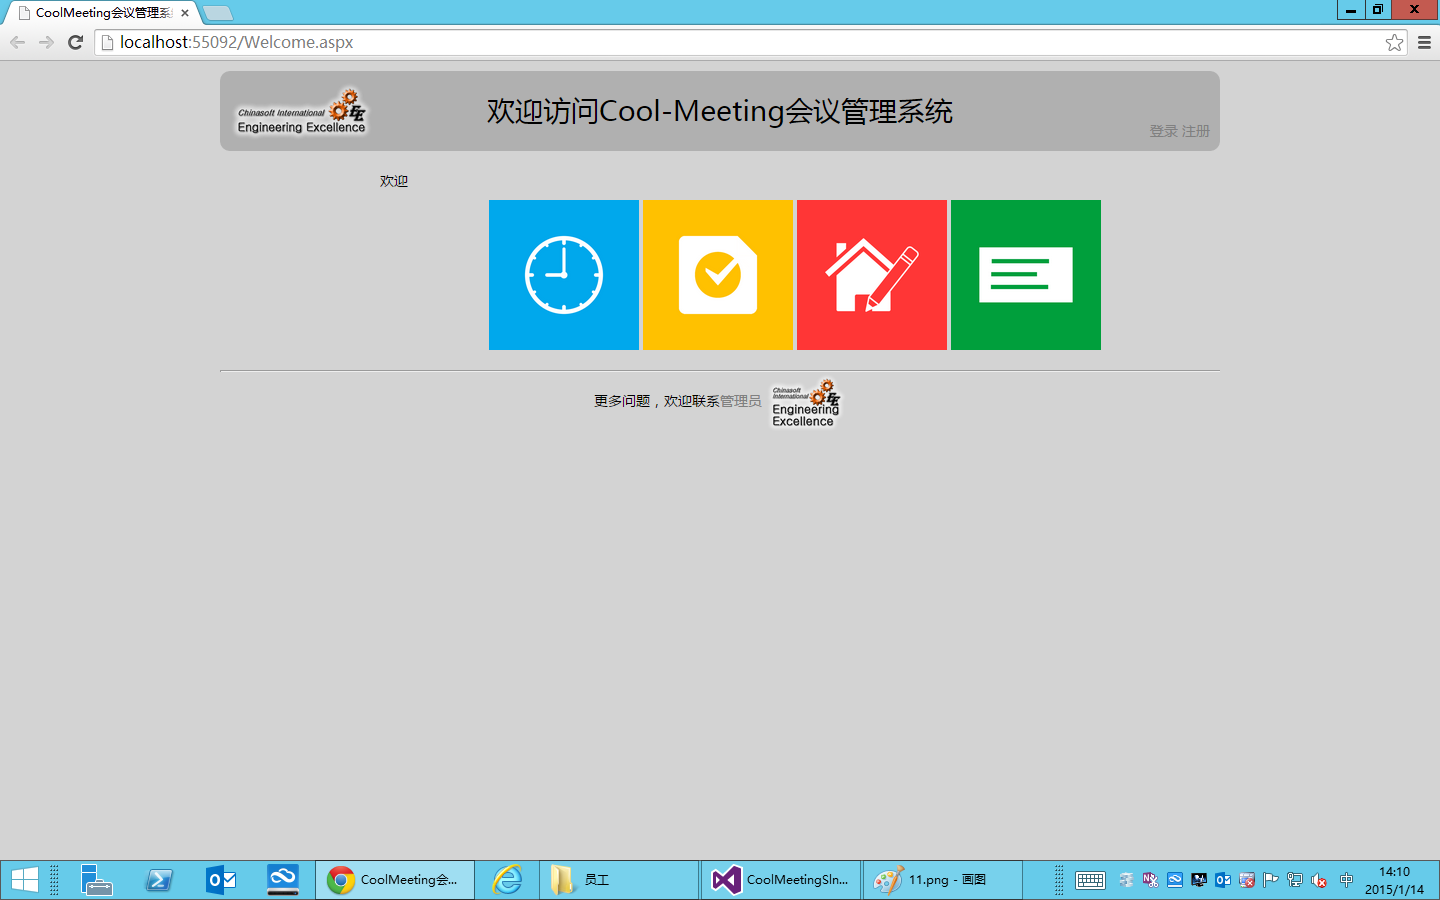 CoolMeeting会议管理系
localhost:55092/Welcome.aspx
Chinasoft International
Engineering Excellence
欢迎访问Cool-Meeting会议管理系统
登录 注册
欢迎
更多问题，欢迎联系管理员
Chinasoft
International
Engineering
Excellence
CoolMeeting会...
员工
CoolMeetingSln...
11.png - 画图
中
14:10
2015/1/14